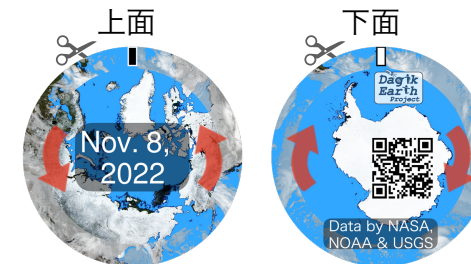 上面
下面
Nov. 8,
2022
Dagik
Earth
Project
Data by NASA,
NOAA & USGS